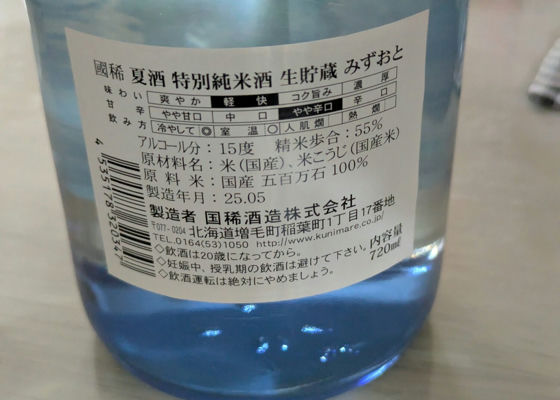 國稀 夏酒 特別純米酒 生貯蔵 みずおと
味わい 爽やか 軽快 コク旨み 濃厚
甘辛 やや甘口 中口 やや辛口 辛口
飲み方 冷やして◎ 室温○ 人肌燗 熱燗
アルコール分：15度 精米歩合：55%
原材料名：米（国産）、米こうじ（国産米）
原料米：国産 五百万石 100%
製造年月：25.05
製造者 国稀酒造株式会社
〒077-0204 北海道増毛町稲葉町1丁目17番地
TEL.0164(53)1050 http://www.kunimare.co.jp/
◇飲酒は20歳になってから。
◇妊娠中、授乳期の飲酒は避けて下さい。
◇飲酒運転は絶対にやめましょう。
内容量
720ml
4 535178 320347